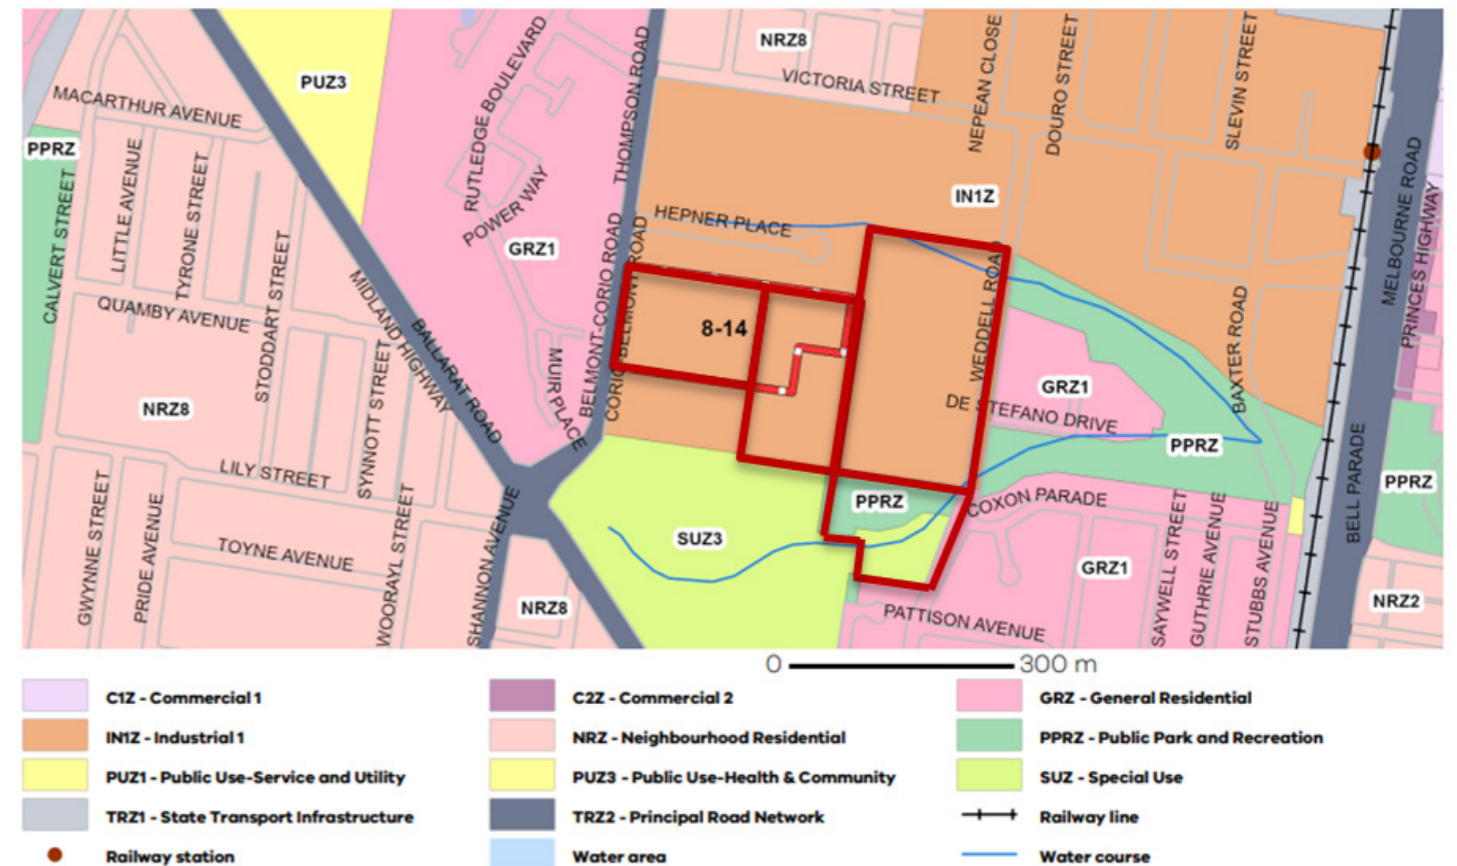 NRZ8
PUZ3
VICTORIA STREET
NEPEAN CLOSE
DOURO STREET
SLEVIN STREET
MACARTHUR AVENUE
PPRZ
RUTLEDGE BOULEVARD
THOMPSON ROAD
LITTLE AVENUE
TYRONE STREET
CALVERT STREET
POWER WAY
IN1Z
MELBOURNE ROAD
PRINCES HIGHWAY
HEPNER PLACE
GRZ1
STODDART STREET
QUAMBY AVENUE
MIDLAND HIGHWAY
BALLARAT ROAD
BELMONT-CORIO ROAD
CORIO-BELMONT ROAD
8-14
WEDDELL ROAD
BAXTER ROAD
MUIR PLACE
GRZ1
DE STEFANO DRIVE
NRZ8
SYNNOTT STREET
PPRZ
LILY STREET
PPRZ
PPRZ
COXON PARADE
BELL PARADE
GWYNNE STREET
PRIDE AVENUE
WOORAYL STREET
SHANNON AVENUE
SUZ3
TOYNE AVENUE
GRZ1
SAYWELL STREET
GUTHRIE AVENUE
STUBBS AVENUE
NRZ8
NRZ2
PATTISON AVENUE
0 300 m
C1Z - Commercial 1
C2Z - Commercial 2
GRZ - General Residential
IN1Z - Industrial 1
NRZ - Neighbourhood Residential
PPRZ - Public Park and Recreation
PUZ1 - Public Use-Service and Utility
PUZ3 - Public Use-Health & Community
SUZ - Special Use
TRZ1 - State Transport Infrastructure
TRZ2 - Principal Road Network
Railway line
Railway station
Water area
Water course